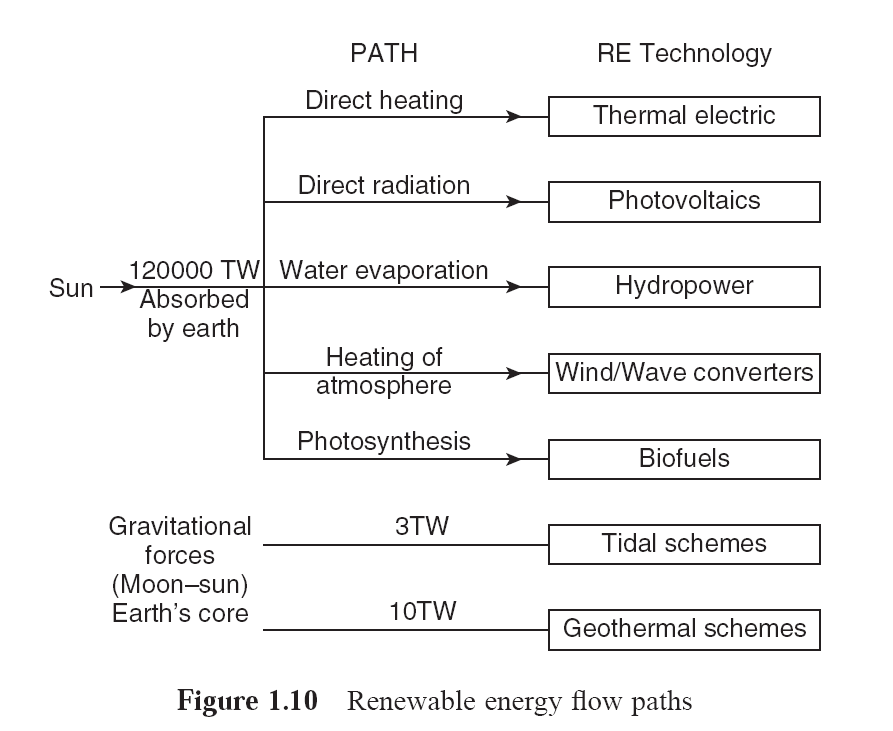 PATH RE Technology
Direct heating
Thermal electric
Direct radiation
Photovoltaics
Sun
120000 TW
Absorbed
by earth
Water evaporation
Hydropower
Heating of
atmosphere
Wind/Wave converters
Photosynthesis
Biofuels
Gravitational
forces
(Moon–sun)
3TW
Tidal schemes
Earth's core
10TW
Geothermal schemes
Figure 1.10 Renewable energy flow paths